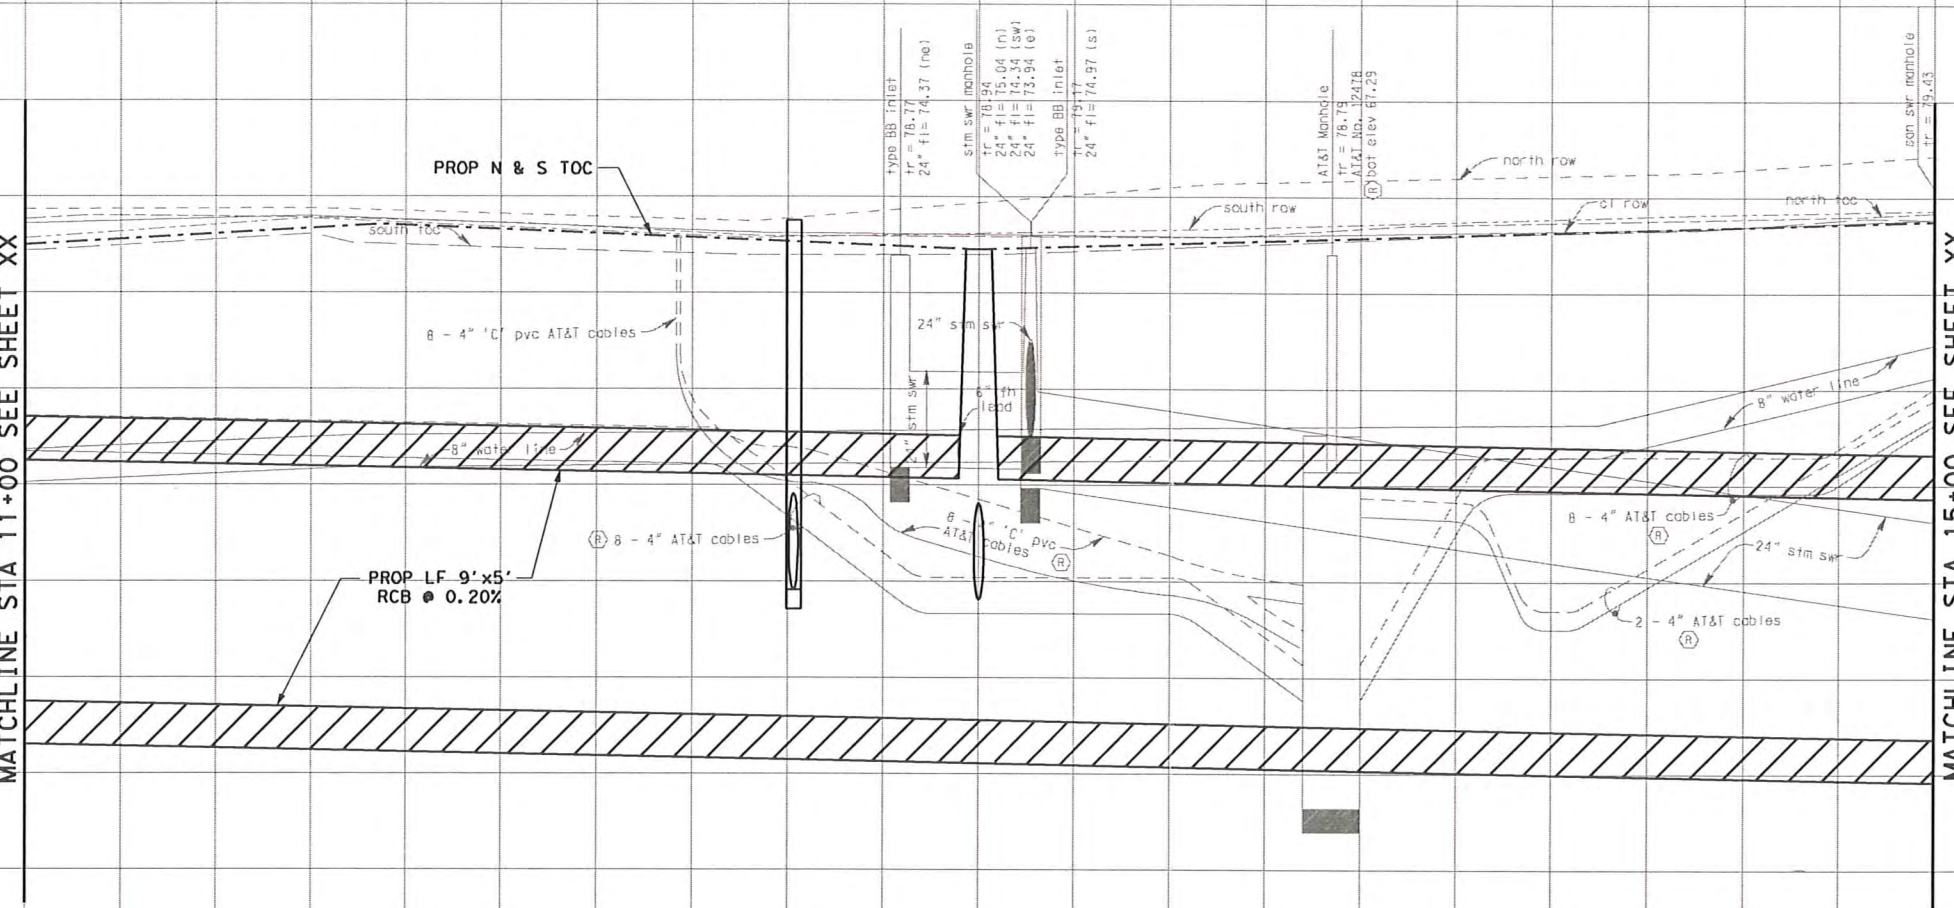 MATCHLINE STA 11+00 SEE SHEET XX
PROP N & S TOC
south toc
8 - 4" 'C' pvc AT&T cables
8" water line
PROP LF 9'x5'
RCB @ 0.20%
(R) 8 - 4" AT&T cables
type BB inlet
tr = 78.77
24" fl= 74.37 (ne)
stm swr manhole
tr = 78.94
24" fl= 75.04 (n)
24" fl= 74.34 (sw)
24" fl= 73.94 (e)
type BB inlet
tr = 79.17
24" fl= 74.97 (s)
24" stm swr
stm swr
6" fh
lead
'C' pvc
AT&T cables
(R)
AT&T Manhole
tr = 78.79
AT&T No. 12418
(R) bot elev 67.29
north row
south row
cl row
north toc
san swr manhole
tr = 79.43
8" water line
8 - 4" AT&T cables
(R)
24" stm swr
2 - 4" AT&T cables
(R)
MATCHLINE STA 15+00 SEE SHEET XX